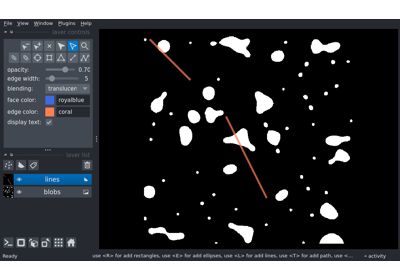 File View Window Plugins Help
layer controls
opacity: 0.70
edge width: 5
blending: translucen
face color: royalblue
edge color: coral
display text:
layer list
lines
blobs
Ready use <R> for add rectangles, use <E> for add ellipses, use <L> for add lines, use <T> for add path, use <... activity